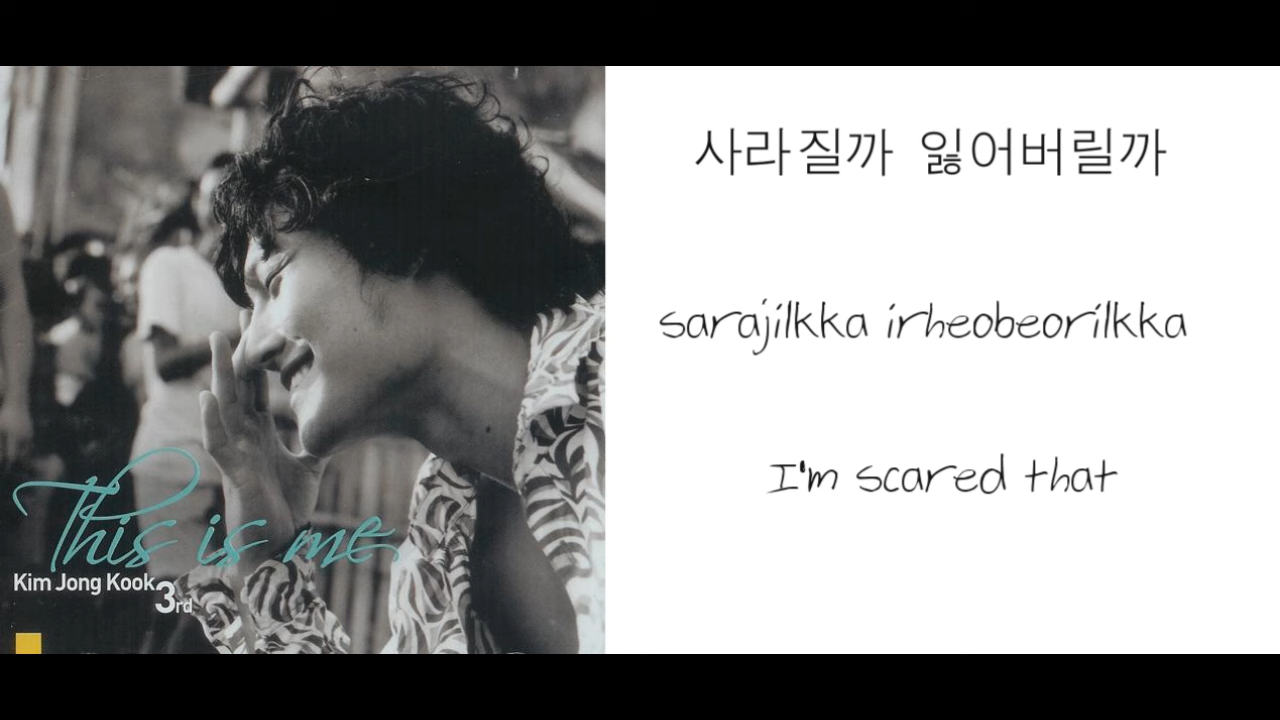 This is me
Kim Jong Kook
3rd
사라질까 잃어버릴까
sarajilkka irheobeorilkka
I'm scared that